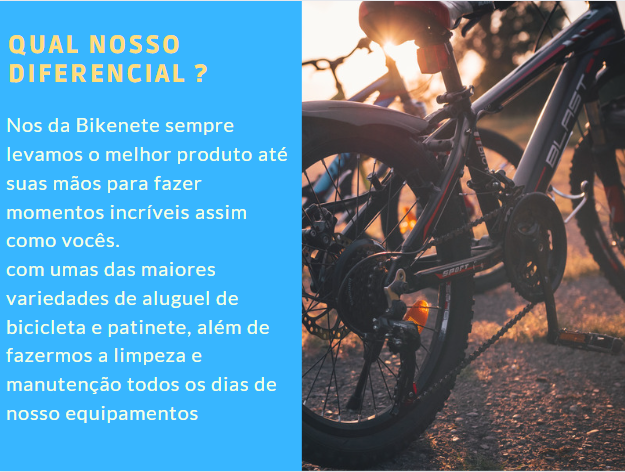 QUAL NOSSO
DIFERENCIAL ?
Nos da Bikenete sempre
levamos o melhor produto até
suas mãos para fazer
momentos incríveis assim
como vocês.
com umas das maiores
variedades de aluguel de
bicicleta e patinete, além de
fazermos a limpeza e
manutenção todos os dias de
nosso equipamentos
BLAST